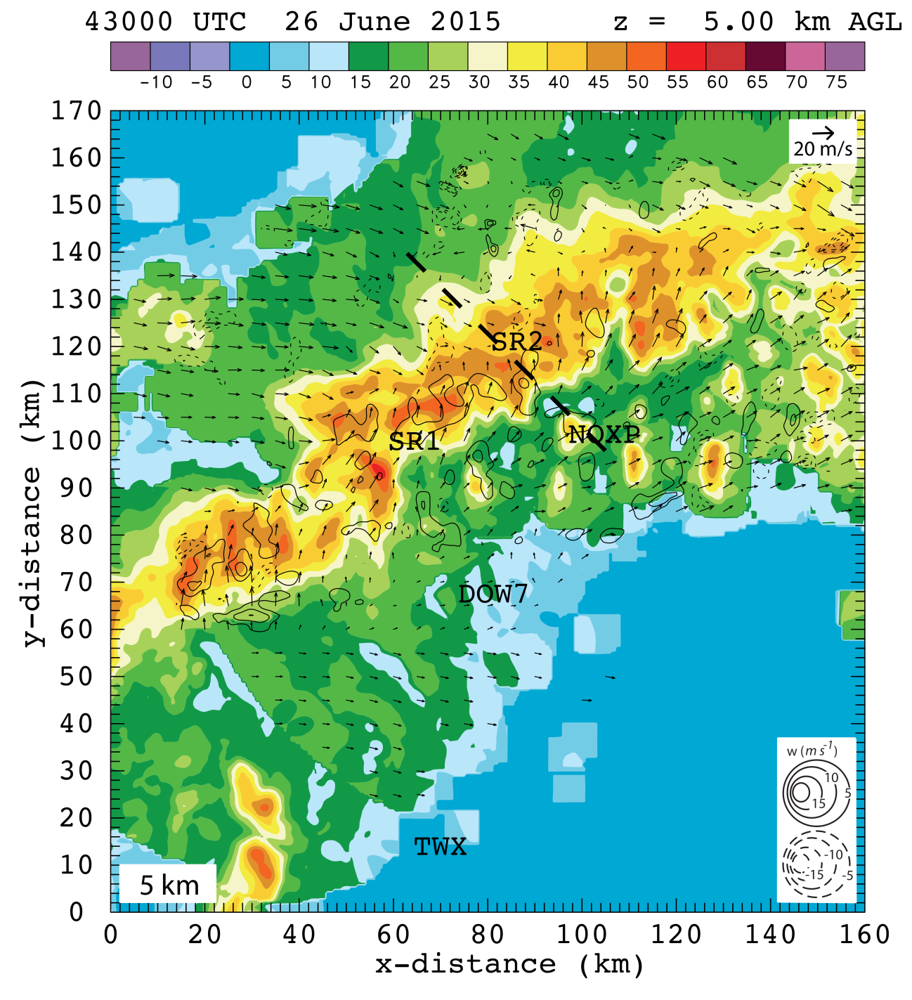 43000 UTC 26 June 2015 z = 5.00 km AGL
-10 -5 0 5 10 15 20 25 30 35 40 45 50 55 60 65 70 75
170
160
150
140
130
120
110
100
90
80
70
60
50
40
30
20
10
0
y-distance (km)
20 m/s
SR2
NOXP
SR1
DOW7
TWX
w (m s-1)
10
5
15
-10
-15
-5
5 km
0 20 40 60 80 100 120 140 160
x-distance (km)